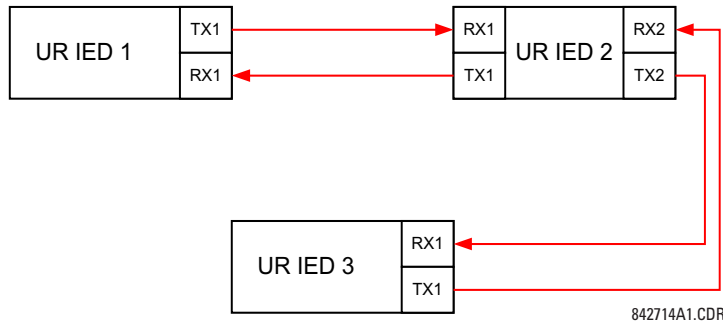 UR IED 1
TX1
RX1
RX1
TX1
UR IED 2
RX2
TX2
UR IED 3
RX1
TX1
842714A1.CDR